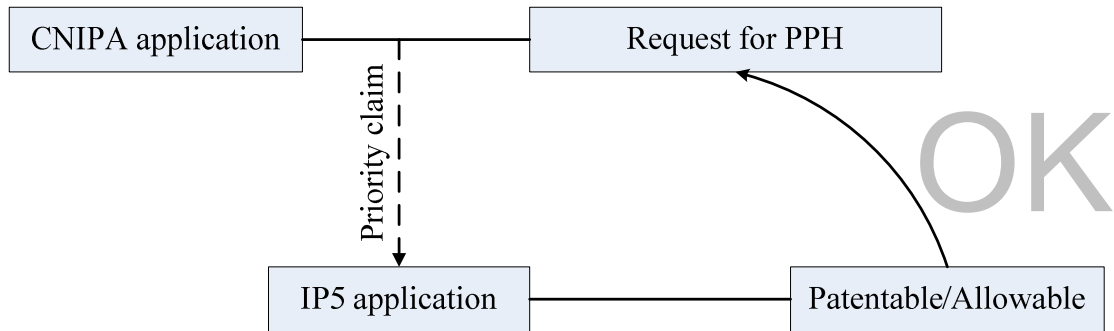 CNIPA application
Request for PPH
Priority claim
OK
IP5 application
Patentable/Allowable